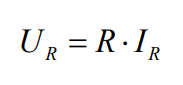 U_R = R · I_R